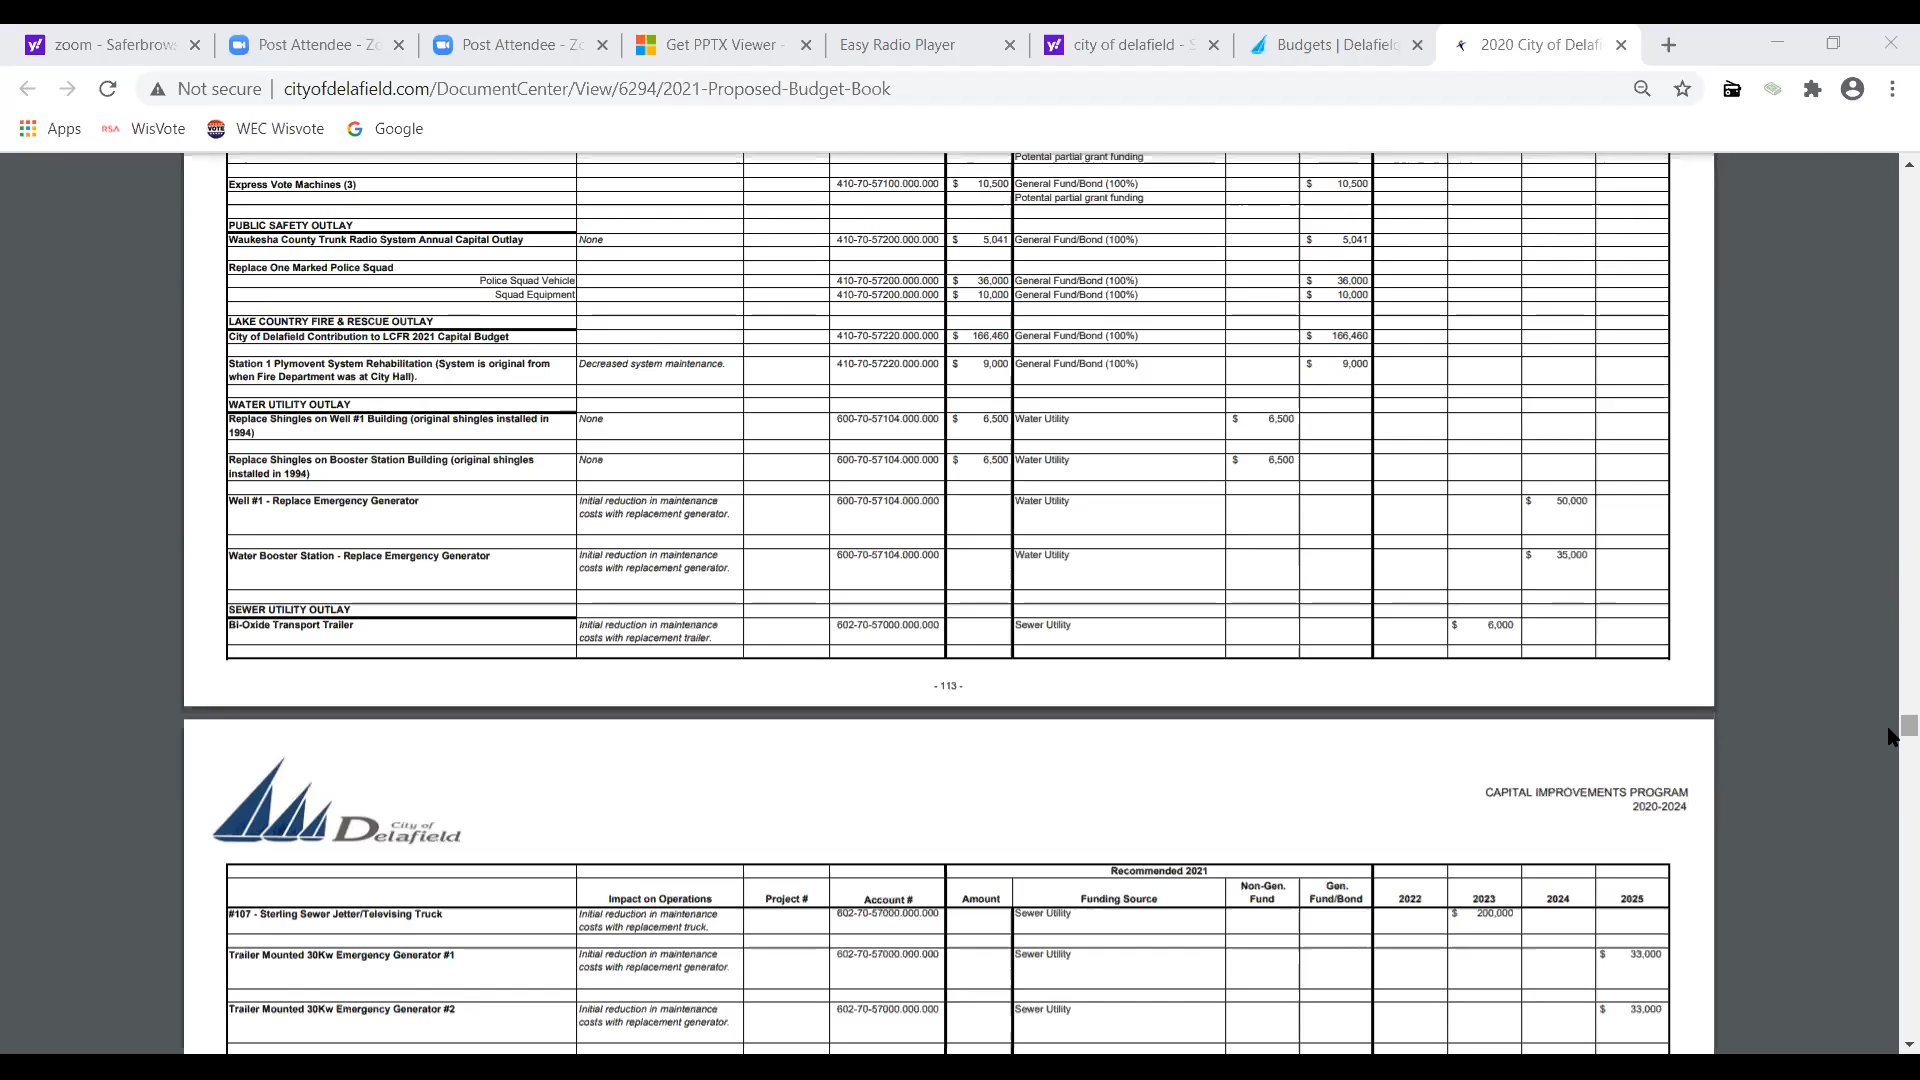 zoom - Saferbrows
Post Attendee - Zo
Post Attendee - Zo
Get PPTX Viewer -
Easy Radio Player
city of delafield - S
Budgets | Delafield
2020 City of Delafi
Not secure | cityofdelafield.com/DocumentCenter/View/6294/2021-Proposed-Budget-Book
Apps RSA WisVote VOTE WEC Wisvote Google
Potental partial grant funding
Express Vote Machines (3) 410-70-57100.000.000 $ 10,500 General Fund/Bond (100%) $ 10,500
Potental partial grant funding
PUBLIC SAFETY OUTLAY
Waukesha County Trunk Radio System Annual Capital Outlay None 410-70-57200.000.000 $ 5,041 General Fund/Bond (100%) $ 5,041
Replace One Marked Police Squad
Police Squad Vehicle 410-70-57200.000.000 $ 36,000 General Fund/Bond (100%) $ 36,000
Squad Equipment 410-70-57200.000.000 $ 10,000 General Fund/Bond (100%) $ 10,000
LAKE COUNTRY FIRE & RESCUE OUTLAY
City of Delafield Contribution to LCFR 2021 Capital Budget 410-70-57220.000.000 $ 166,460 General Fund/Bond (100%) $ 166,460
Station 1 Plymovent System Rehabilitation (System is original from Decreased system maintenance. 410-70-57220.000.000 $ 9,000 General Fund/Bond (100%) $ 9,000
when Fire Department was at City Hall).
WATER UTILITY OUTLAY
Replace Shingles on Well #1 Building (original shingles installed in None 600-70-57104.000.000 $ 6,500 Water Utility $ 6,500
1994)
Replace Shingles on Booster Station Building (original shingles None 600-70-57104.000.000 $ 6,500 Water Utility $ 6,500
installed in 1994)
Well #1 - Replace Emergency Generator Initial reduction in maintenance 600-70-57104.000.000 Water Utility $ 50,000
costs with replacement generator.
Water Booster Station - Replace Emergency Generator Initial reduction in maintenance 600-70-57104.000.000 Water Utility $ 35,000
costs with replacement generator.
SEWER UTILITY OUTLAY
Bi-Oxide Transport Trailer Initial reduction in maintenance 602-70-57000.000.000 Sewer Utility $ 6,000
costs with replacement trailer.
- 113 -
City of
Delafield
CAPITAL IMPROVEMENTS PROGRAM
2020-2024
Recommended 2021
Impact on Operations Project # Account # Amount Funding Source Non-Gen. Fund Gen. Fund/Bond 2022 2023 2024 2025
#107 - Sterling Sewer Jetter/Televising Truck Initial reduction in maintenance 602-70-57000.000.000 Sewer Utility $ 200,000
costs with replacement truck.
Trailer Mounted 30Kw Emergency Generator #1 Initial reduction in maintenance 602-70-57000.000.000 Sewer Utility $ 33,000
costs with replacement generator.
Trailer Mounted 30Kw Emergency Generator #2 Initial reduction in maintenance 602-70-57000.000.000 Sewer Utility $ 33,000
costs with replacement generator.